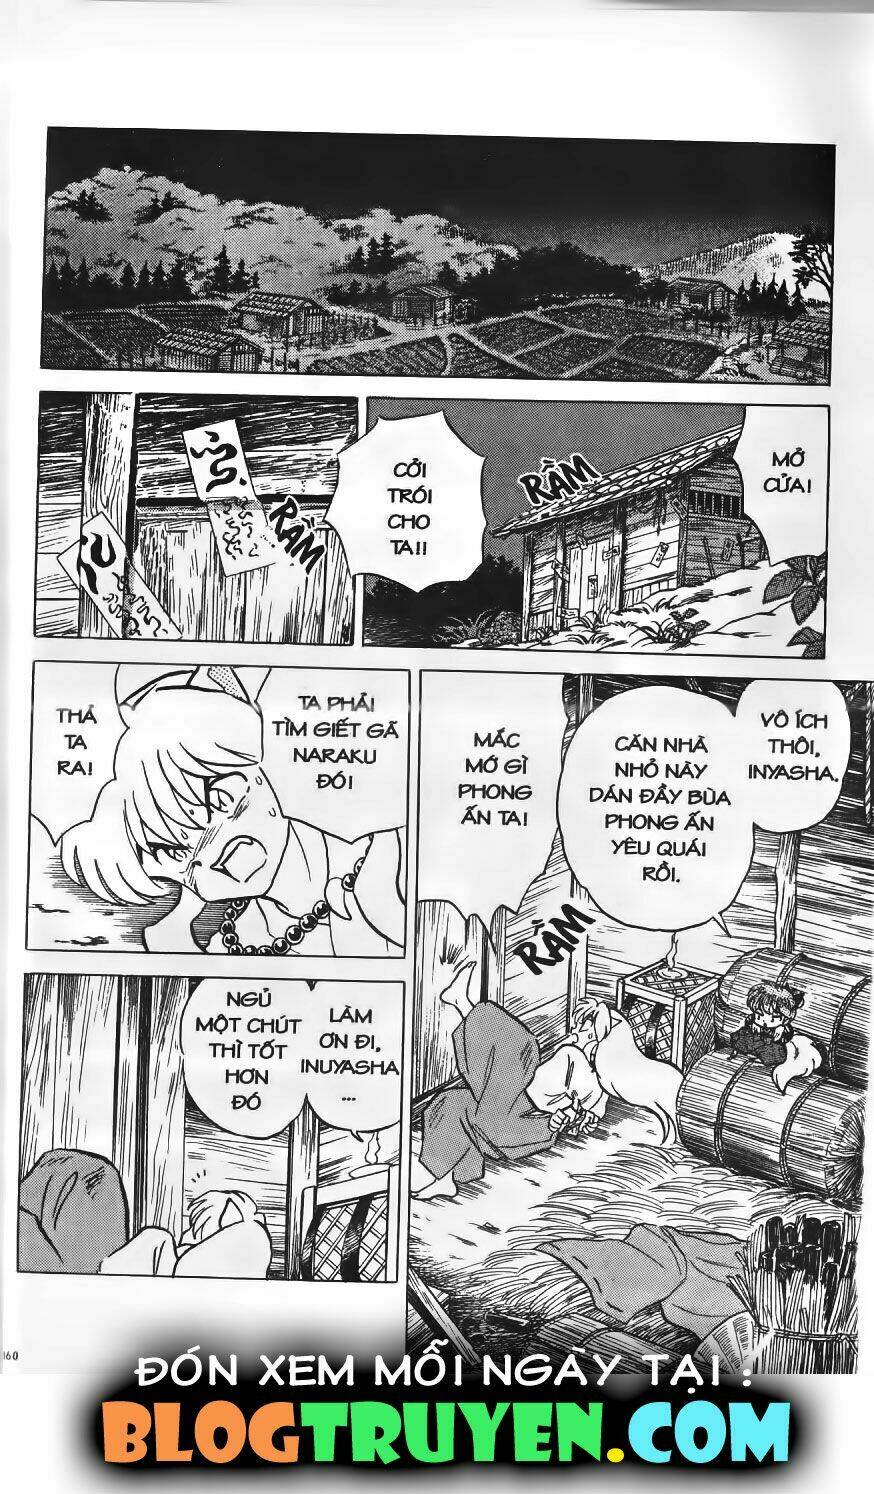 MỞ
CỬA!
RẦM
CỞI
TRÓI
CHO
TA!!
RẦM
VÔ ÍCH
THÔI,
INYASHA.
CĂN NHÀ
NHỎ NÀY
DÁN ĐẦY BÙA
PHONG ẤN
YÊU QUÁI
RỒI.
MẮC
MỚ GÌ
PHONG
ẤN TA!
RẦM
TA PHẢI
TÌM GIẾT GÃ
NARAKU
ĐÓ!
THẢ
TA
RA!
LÀM
ƠN ĐI,
INUYASHA
...
NGỦ
MỘT CHÚT
THÌ TỐT
HƠN
ĐÓ
160
ĐÓN XEM MỖI NGÀY TẠI :
BLOGTRUYEN.COM